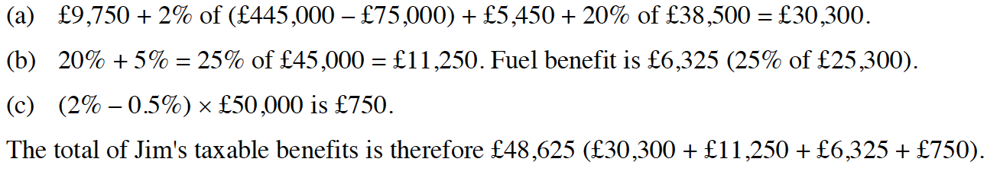 (a) £9,750 + 2% of (£445,000 – £75,000) + £5,450 + 20% of £38,500 = £30,300.
(b) 20% + 5% = 25% of £45,000 = £11,250. Fuel benefit is £6,325 (25% of £25,300).
(c) (2% – 0.5%) × £50,000 is £750.
The total of Jim's taxable benefits is therefore £48,625 (£30,300 + £11,250 + £6,325 + £750).